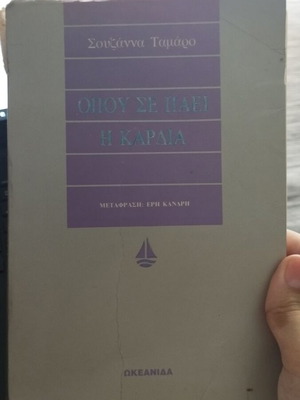 Σουζάννα Ταμάρο
ΟΠΟΥ ΣΕ ΠΑΕΙ
Η ΚΑΡΔΙΑ
ΜΕΤΑΦΡΑΣΗ: ΕΡΗ ΚΑΝΑΡΗ
ΩΚΕΑΝΙΔΑ